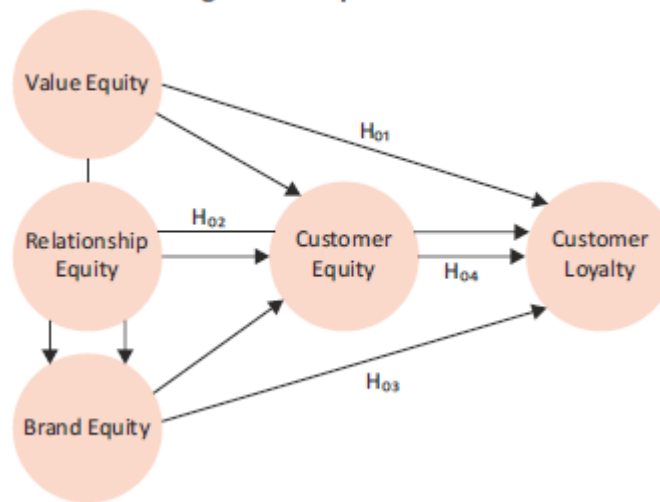 Value Equity
H₀₁
Relationship
Equity
H₀₂
Customer
Equity
H₀₄
Customer
Loyalty
H₀₃
Brand Equity